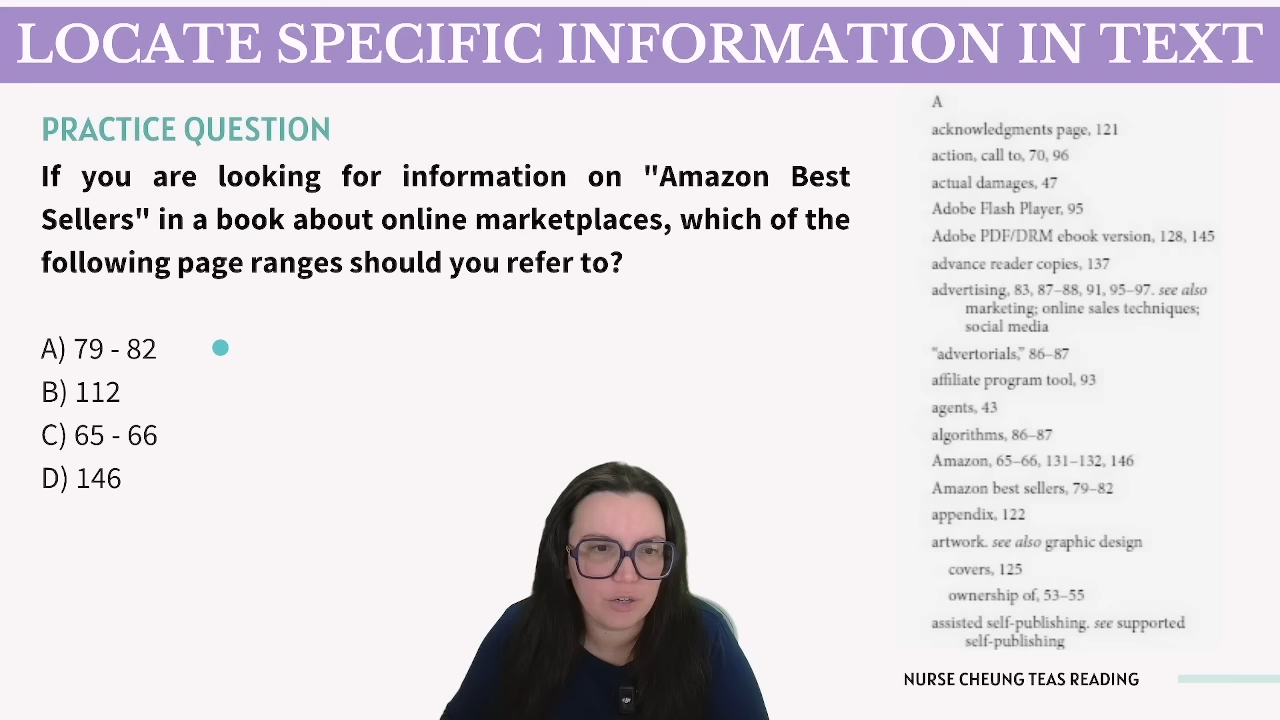 LOCATE SPECIFIC INFORMATION IN TEXT
PRACTICE QUESTION
If you are looking for information on "Amazon Best
Sellers" in a book about online marketplaces, which of the
following page ranges should you refer to?
A) 79 - 82
B) 112
C) 65 - 66
D) 146
A
acknowledgments page, 121
action, call to, 70, 96
actual damages, 47
Adobe Flash Player, 95
Adobe PDF/DRM ebook version, 128, 145
advance reader copies, 137
advertising, 83, 87–88, 91, 95–97. see also
marketing; online sales techniques;
social media
“advertorials,” 86–87
affiliate program tool, 93
agents, 43
algorithms, 86–87
Amazon, 65–66, 131–132, 146
Amazon best sellers, 79–82
appendix, 122
artwork. see also graphic design
covers, 125
ownership of, 53–55
assisted self-publishing. see supported
self-publishing
NURSE CHEUNG TEAS READING